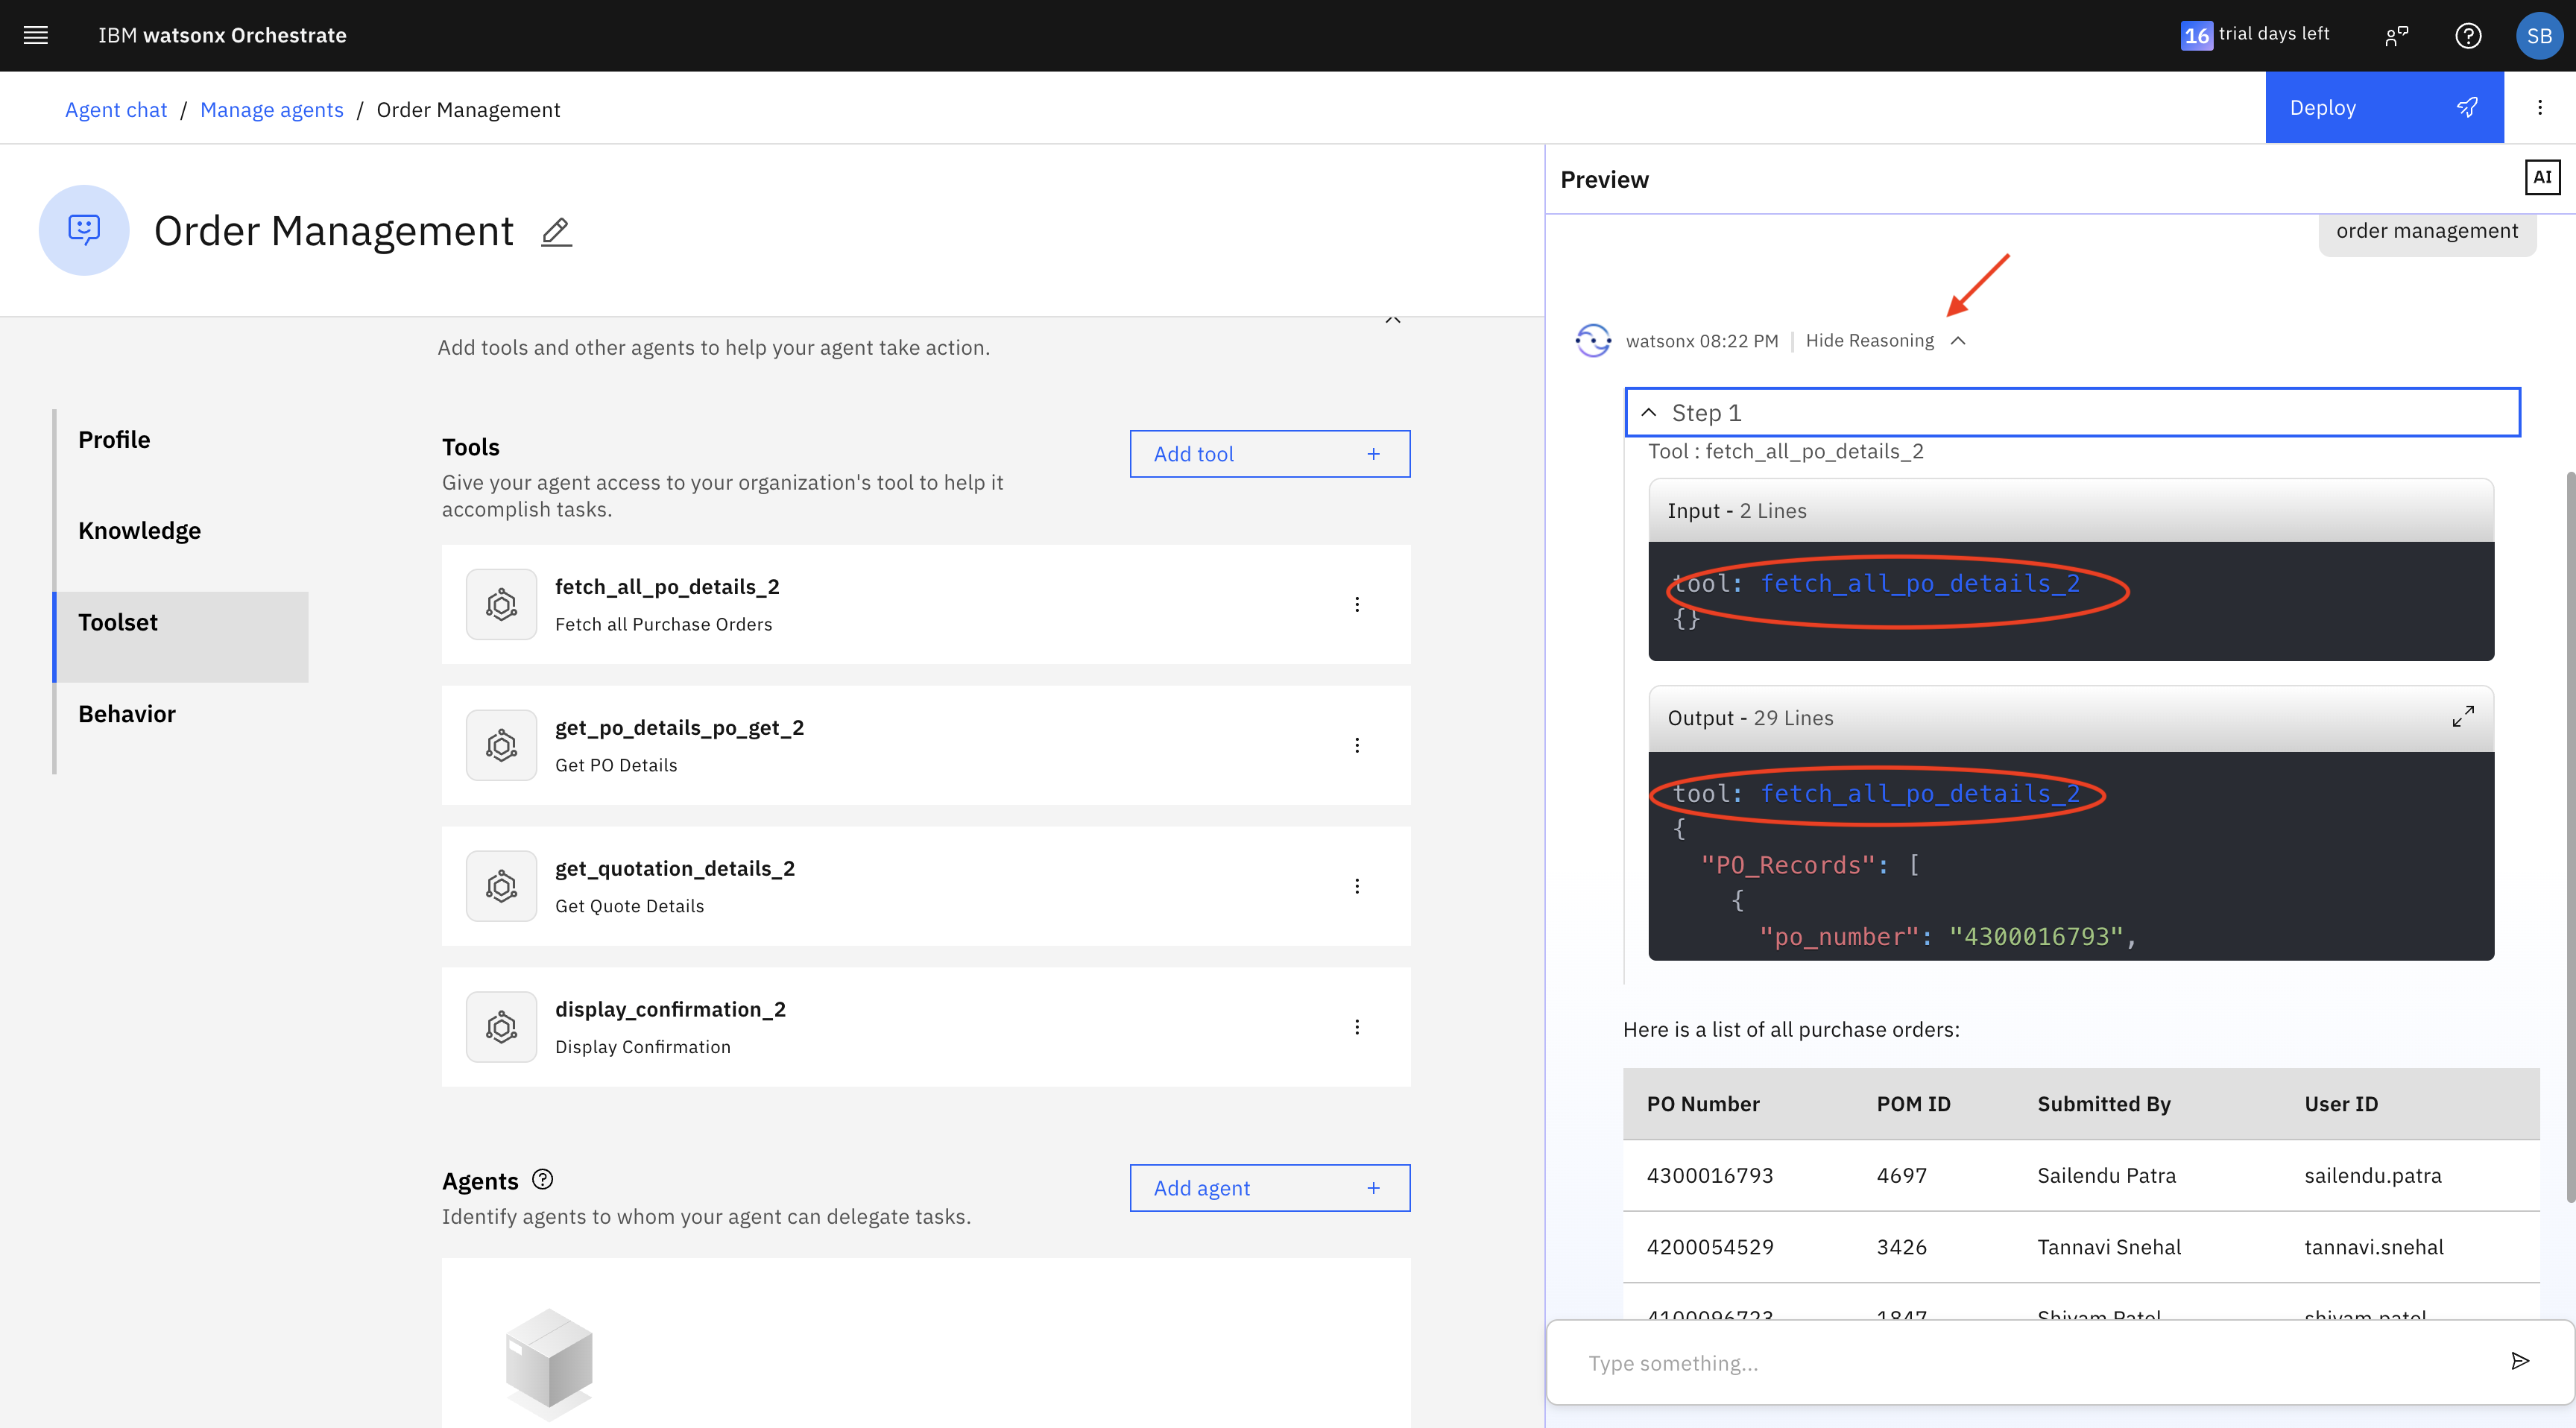 IBM watsonx Orchestrate
16 trial days left
SB
Agent chat / Manage agents / Order Management
Deploy
Order Management
Add tools and other agents to help your agent take action.
Profile
Knowledge
Toolset
Behavior
Tools
Add tool +
Give your agent access to your organization's tool to help it
accomplish tasks.
fetch_all_po_details_2
Fetch all Purchase Orders
get_po_details_po_get_2
Get PO Details
get_quotation_details_2
Get Quote Details
display_confirmation_2
Display Confirmation
Agents
Add agent +
Identify agents to whom your agent can delegate tasks.
Preview
AI
order management
watsonx 08:22 PM | Hide Reasoning
Step 1
Tool : fetch_all_po_details_2
Input - 2 Lines
tool: fetch_all_po_details_2
{}
Output - 29 Lines
tool: fetch_all_po_details_2
{
"PO_Records": [
{
"po_number": "4300016793",
Here is a list of all purchase orders:
PO Number POM ID Submitted By User ID
4300016793 4697 Sailendu Patra sailendu.patra
4200054529 3426 Tannavi Snehal tannavi.snehal
4100096723 1847 Shivam Patel shivam.patel
Type something...